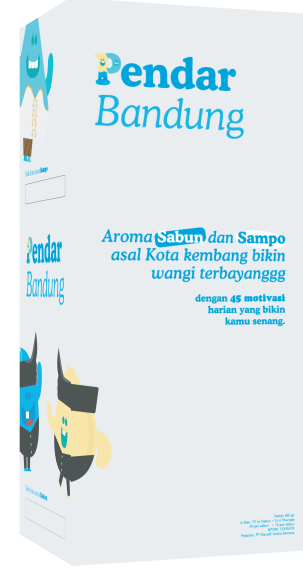 Pendar
Bandung
Aroma Sabun dan Sampo
asal Kota kembang bikin
wangi terbayanggg
dengan 45 motivasi
harian yang bikin
kamu senang.
Pendar
Bandung